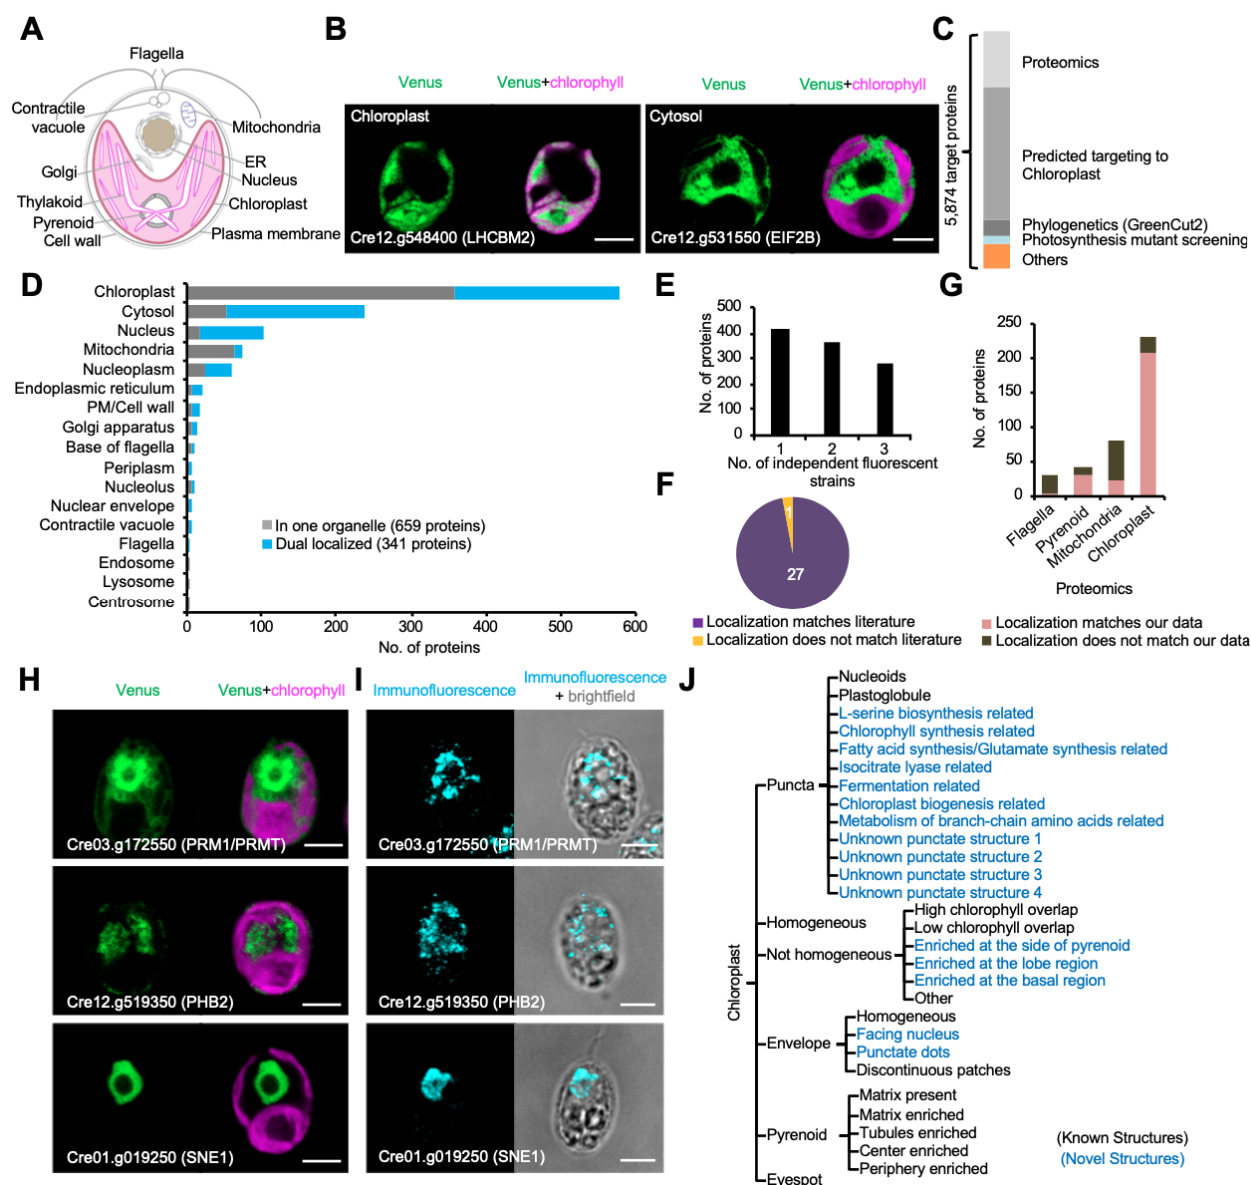 A
Flagella
Contractile
vacuole
Mitochondria
ER
Golgi
Nucleus
Thylakoid
Chloroplast
Pyrenoid
Cell wall
Plasma membrane
B
Venus
Venus+chlorophyll
Venus
Venus+chlorophyll
Chloroplast
Cytosol
Cre12.g548400 (LHCBM2)
Cre12.g531550 (EIF2B)
C
5,874 target proteins
Proteomics
Predicted targeting to
Chloroplast
Phylogenetics (GreenCut2)
Photosynthesis mutant screening
Others
D
Chloroplast
Cytosol
Nucleus
Mitochondria
Nucleoplasm
Endoplasmic reticulum
PM/Cell wall
Golgi apparatus
Base of flagella
Periplasm
Nucleolus
Nuclear envelope
Contractile vacuole
Flagella
Endosome
Lysosome
Centrosome
In one organelle (659 proteins)
Dual localized (341 proteins)
0 100 200 300 400 500 600
No. of proteins
E
No. of proteins
500
400
300
200
100
0
1 2 3
No. of independent fluorescent
strains
F
1
27
Localization matches literature
Localization does not match literature
G
No. of proteins
250
200
150
100
50
0
Flagella
Pyrenoid
Mitochondria
Chloroplast
Proteomics
Localization matches our data
Localization does not match our data
H
Venus
Venus+chlorophyll
Cre03.g172550 (PRM1/PRMT)
Cre12.g519350 (PHB2)
Cre01.g019250 (SNE1)
I
Immunofluorescence
Immunofluorescence
+ brightfield
Cre03.g172550 (PRM1/PRMT)
Cre12.g519350 (PHB2)
Cre01.g019250 (SNE1)
J
Chloroplast
Puncta
Nucleoids
Plastoglobule
L-serine biosynthesis related
Chlorophyll synthesis related
Fatty acid synthesis/Glutamate synthesis related
Isocitrate lyase related
Fermentation related
Chloroplast biogenesis related
Metabolism of branch-chain amino acids related
Unknown punctate structure 1
Unknown punctate structure 2
Unknown punctate structure 3
Unknown punctate structure 4
Homogeneous
Not homogeneous
High chlorophyll overlap
Low chlorophyll overlap
Enriched at the side of pyrenoid
Enriched at the lobe region
Enriched at the basal region
Other
Envelope
Homogeneous
Facing nucleus
Punctate dots
Discontinuous patches
Pyrenoid
Matrix present
Matrix enriched
Tubules enriched
Center enriched
Periphery enriched
Eyespot
(Known Structures)
(Novel Structures)